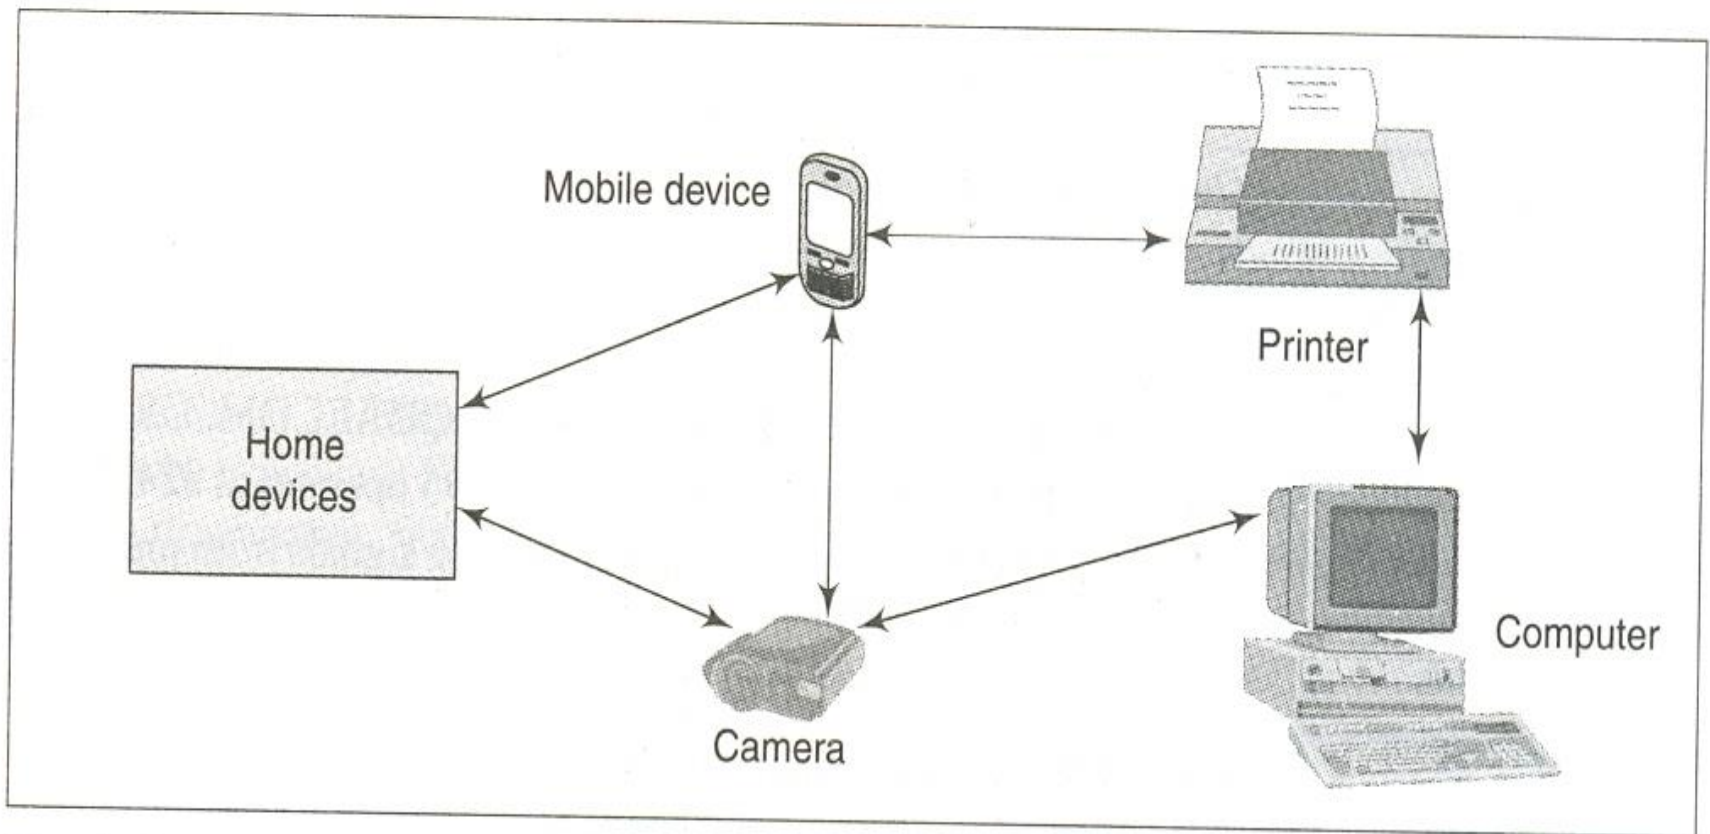 Mobile device
Printer
Home
devices
Computer
Camera